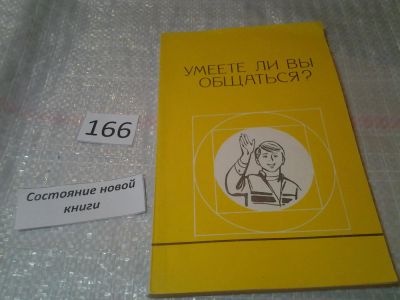 УМЕЕТЕ ЛИ ВЫ
ОБЩАТЬСЯ?
166
Состояние новой
книги